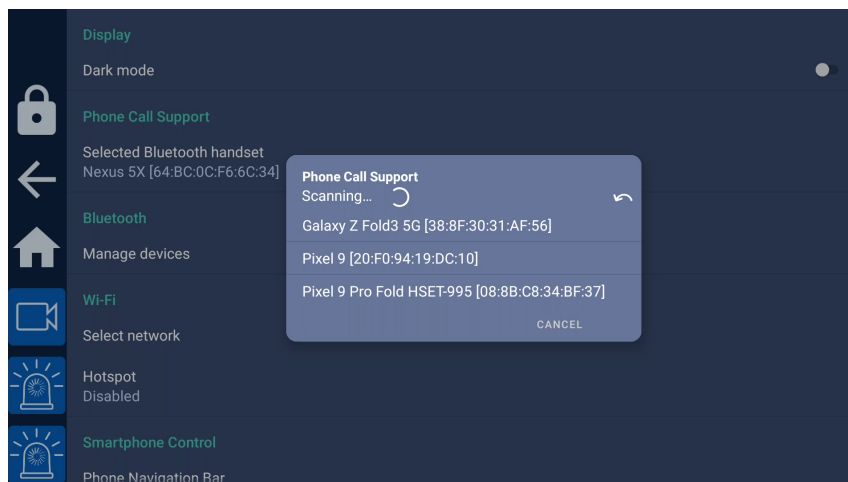 Display
Dark mode
Phone Call Support
Selected Bluetooth handset
Nexus 5X [64:BC:0C:F6:6C:34]
Bluetooth
Manage devices
Wi-Fi
Select network
Hotspot
Disabled
Smartphone Control
Phone Navigation Bar
Phone Call Support
Scanning...
Galaxy Z Fold3 5G [38:8F:30:31:AF:56]
Pixel 9 [20:F0:94:19:DC:10]
Pixel 9 Pro Fold HSET-995 [08:8B:C8:34:BF:37]
CANCEL